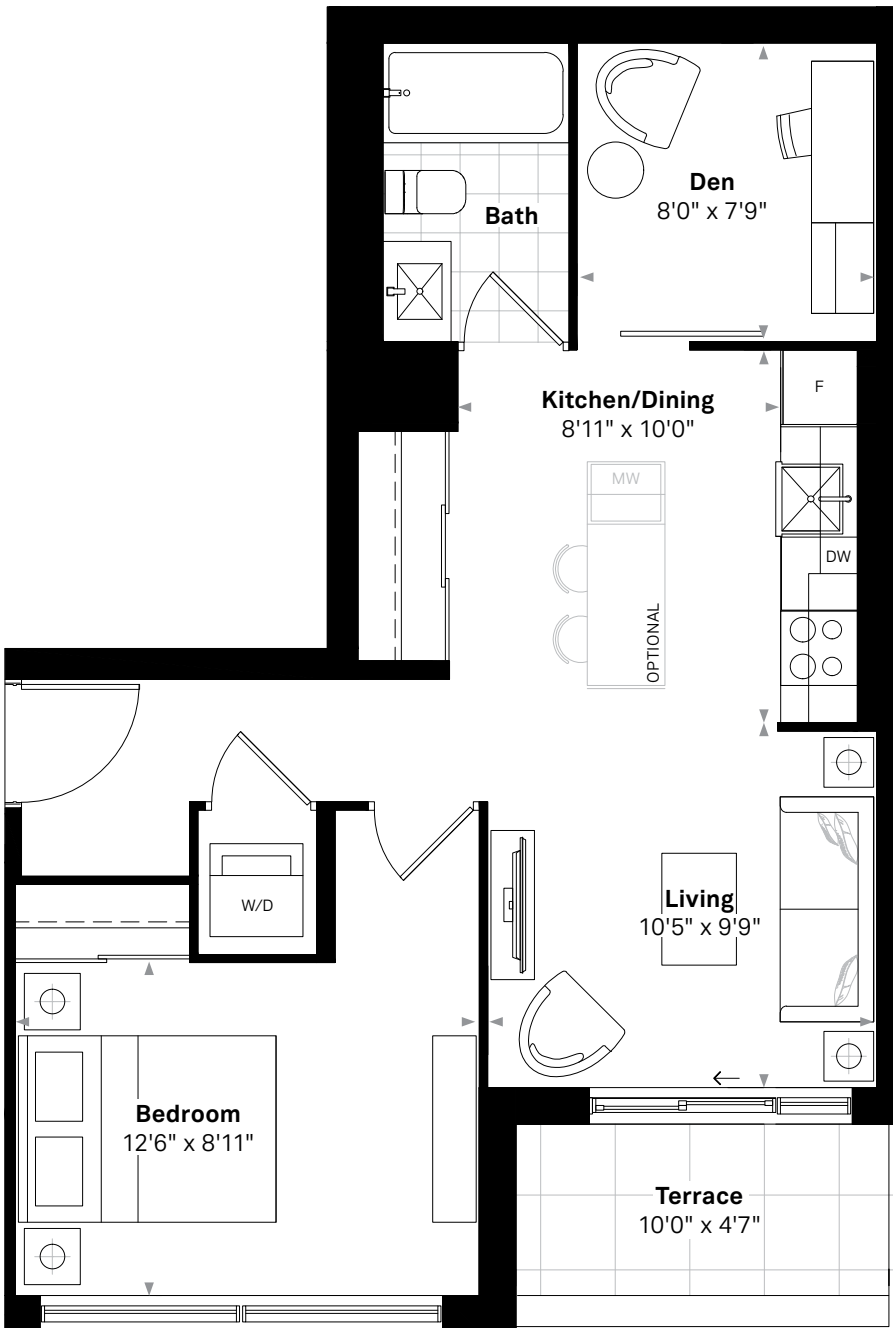 Den
8'0" x 7'9"
Bath
Kitchen/Dining
8'11" x 10'0"
F
MW
DW
OPTIONAL
W/D
Living
10'5" x 9'9"
Bedroom
12'6" x 8'11"
Terrace
10'0" x 4'7"